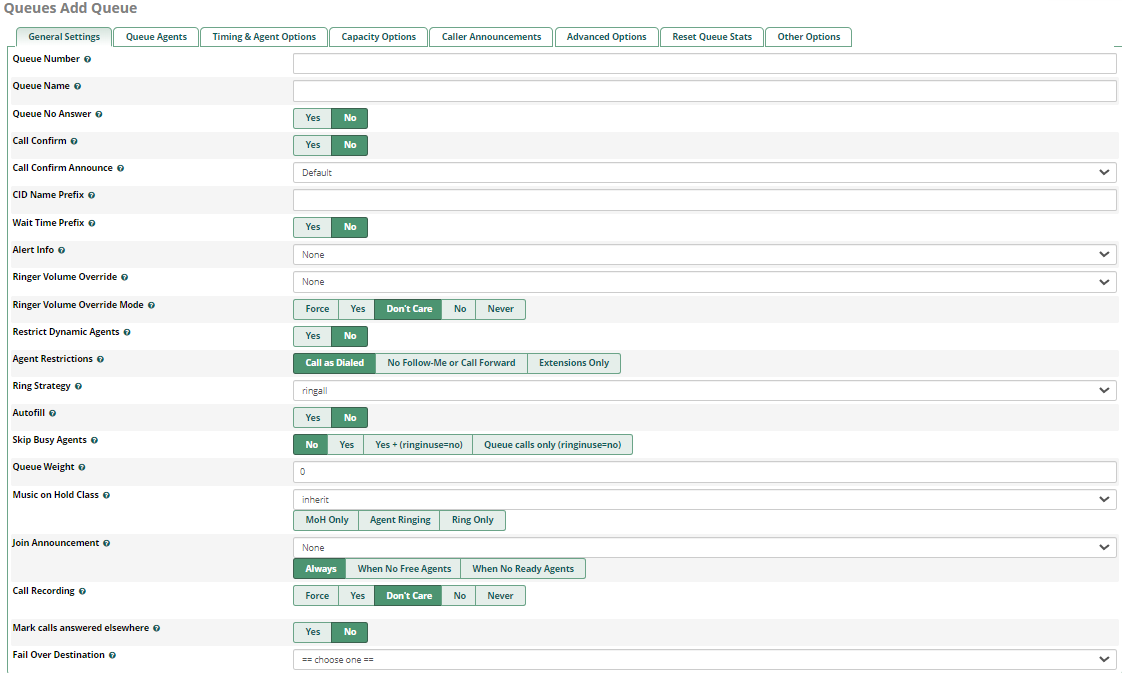 Queues Add Queue
General Settings Queue Agents Timing & Agent Options Capacity Options Caller Announcements Advanced Options Reset Queue Stats Other Options
Queue Number ?
Queue Name ?
Queue No Answer ? Yes No
Call Confirm ? Yes No
Call Confirm Announce ? Default
CID Name Prefix ?
Wait Time Prefix ? Yes No
Alert Info ? None
Ringer Volume Override ? None
Ringer Volume Override Mode ? Force Yes Don't Care No Never
Restrict Dynamic Agents ? Yes No
Agent Restrictions ? Call as Dialed No Follow-Me or Call Forward Extensions Only
Ring Strategy ? ringall
Autofill ? Yes No
Skip Busy Agents ? No Yes Yes + (ringinuse=no) Queue calls only (ringinuse=no)
Queue Weight ? 0
Music on Hold Class ? inherit
MoH Only Agent Ringing Ring Only
Join Announcement ? None
Always When No Free Agents When No Ready Agents
Call Recording ? Force Yes Don't Care No Never
Mark calls answered elsewhere ? Yes No
Fail Over Destination ? == choose one ==